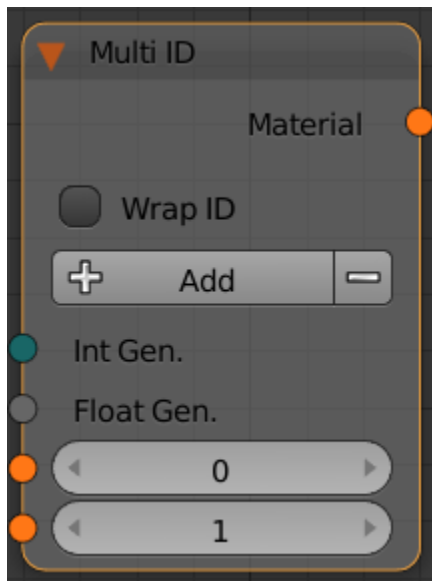 Multi ID
Material
Wrap ID
Add
Int Gen.
Float Gen.
0
1